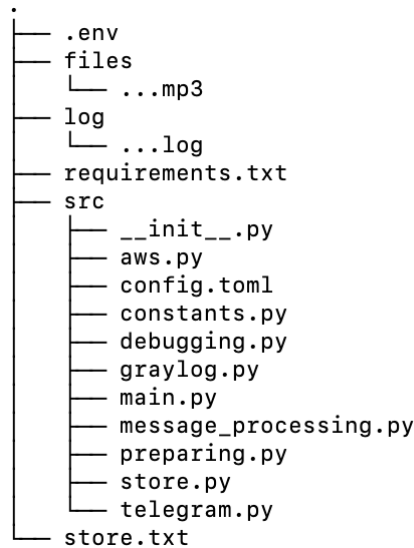 .
├── .env
├── files
│   └── ...mp3
├── log
│   └── ...log
├── requirements.txt
├── src
│   ├── __init__.py
│   ├── aws.py
│   ├── config.toml
│   ├── constants.py
│   ├── debugging.py
│   ├── graylog.py
│   ├── main.py
│   ├── message_processing.py
│   ├── preparing.py
│   ├── store.py
│   └── telegram.py
└── store.txt